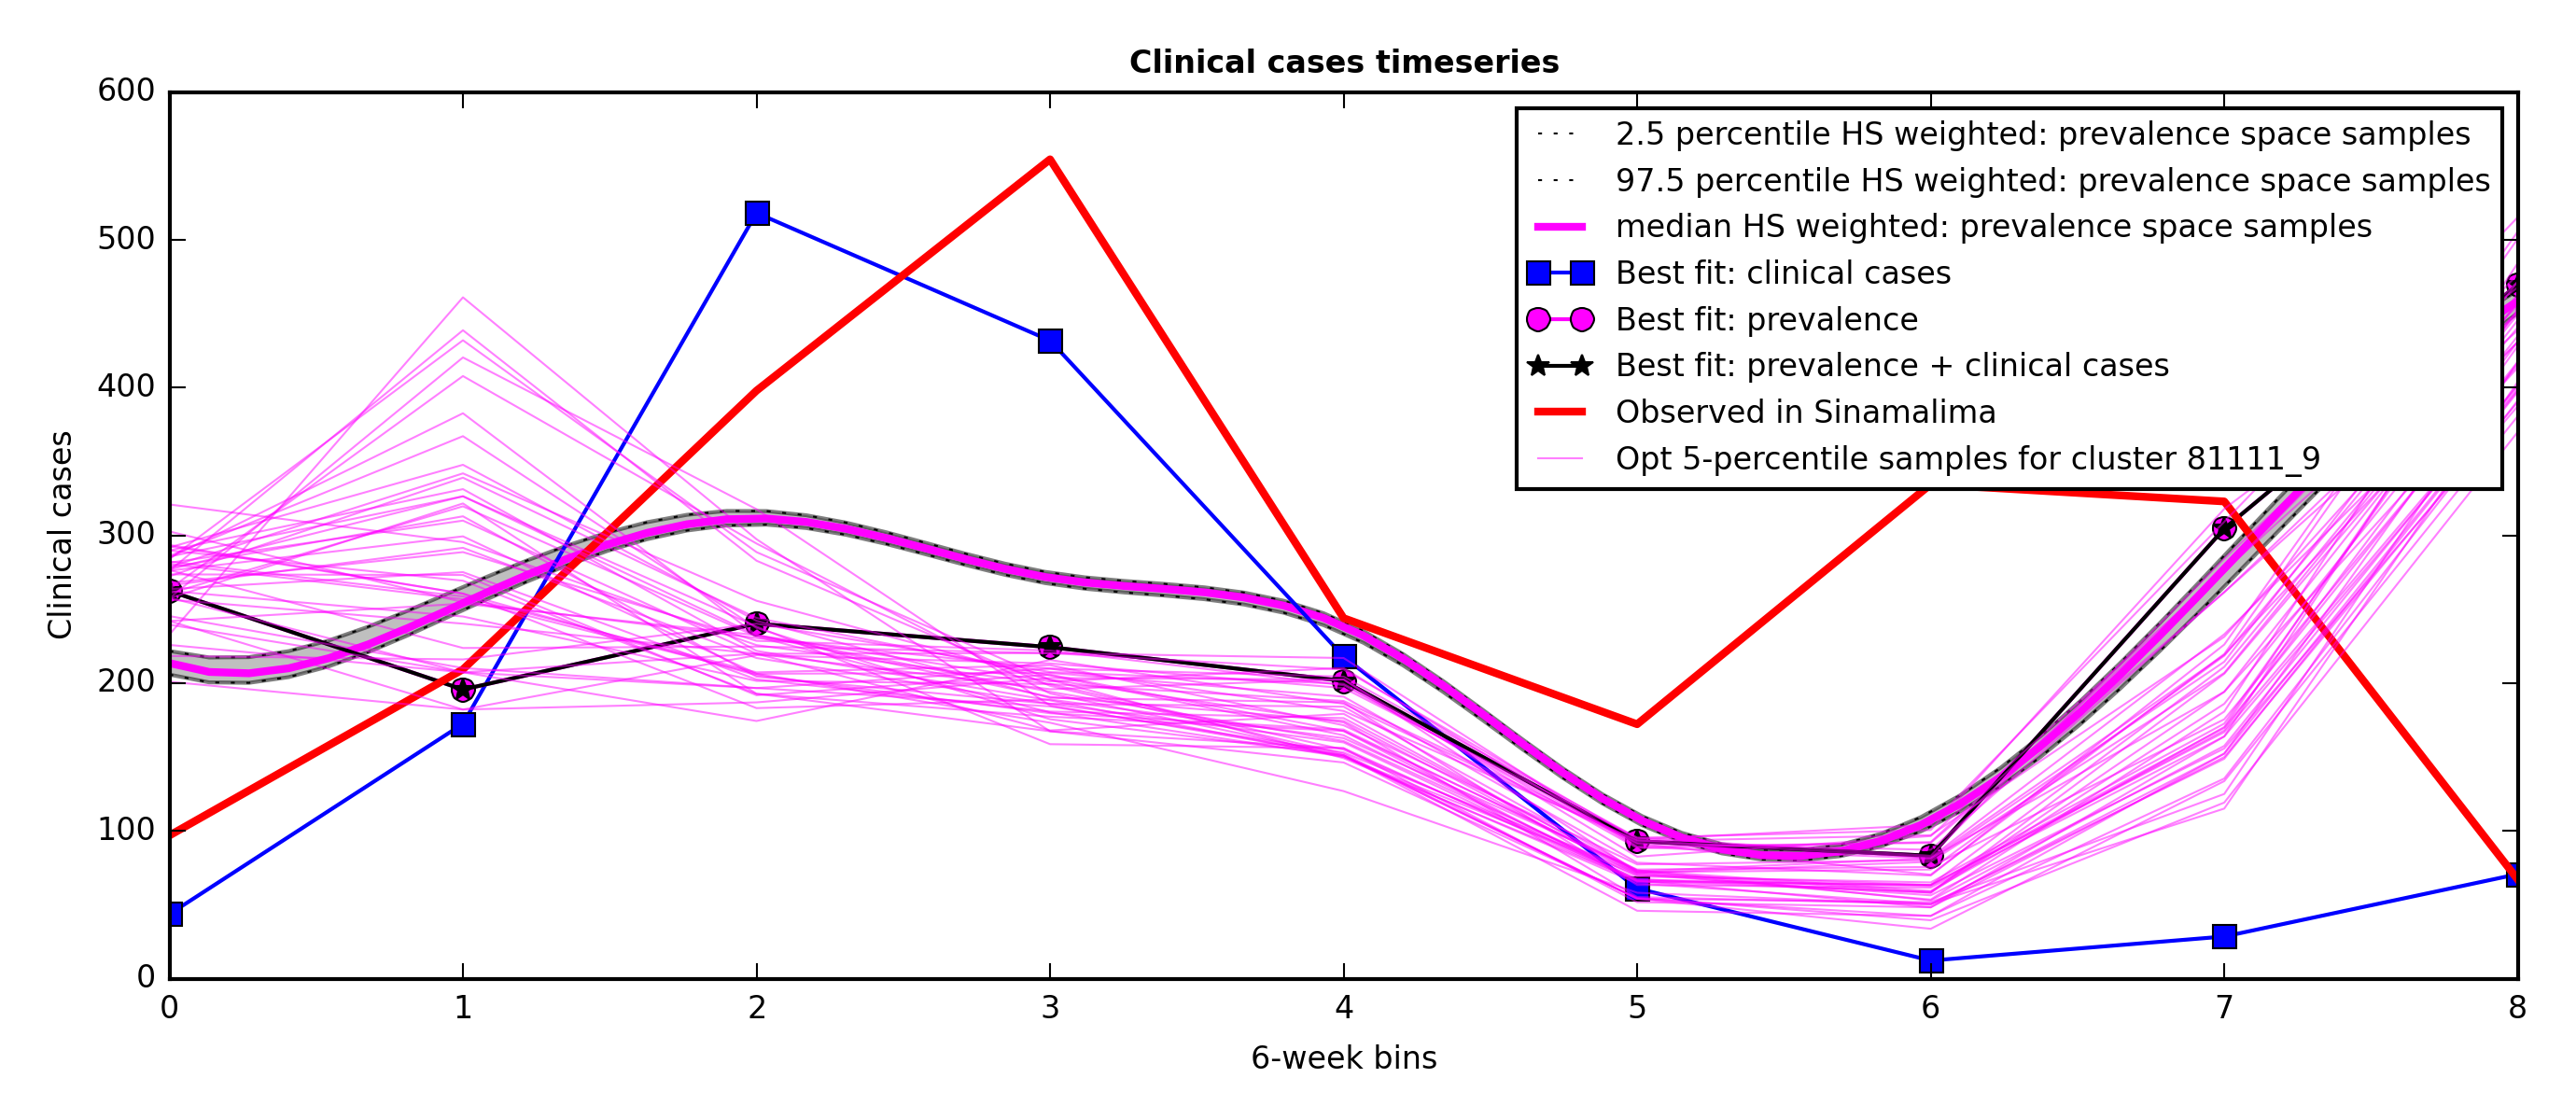 Clinical cases timeseries
600
500
400
300
200
100
0
Clinical cases
2.5 percentile HS weighted: prevalence space samples
97.5 percentile HS weighted: prevalence space samples
median HS weighted: prevalence space samples
Best fit: clinical cases
Best fit: prevalence
Best fit: prevalence + clinical cases
Observed in Sinamalima
Opt 5-percentile samples for cluster 81111_9
0 1 2 3 4 5 6 7 8
6-week bins